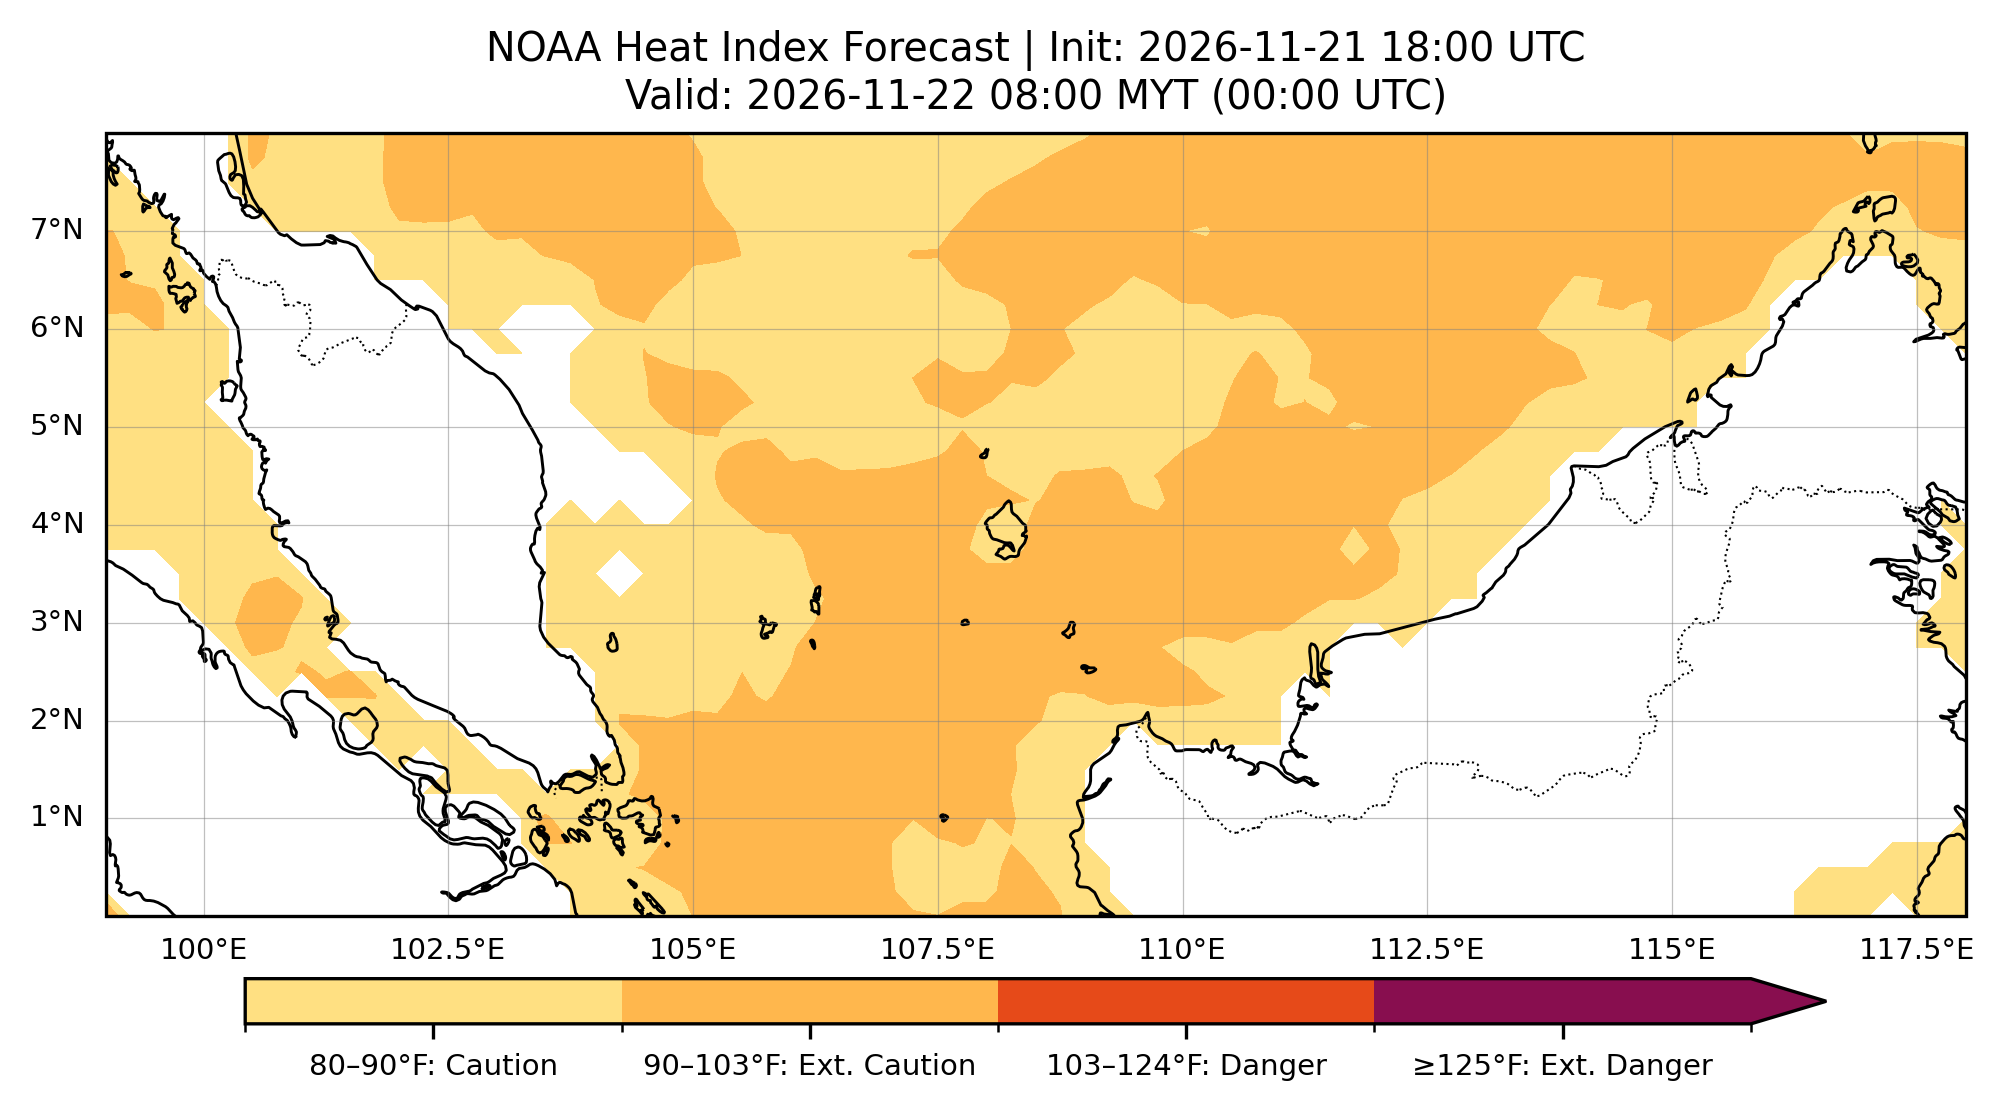 NOAA Heat Index Forecast | Init: 2026-11-21 18:00 UTC
Valid: 2026-11-22 08:00 MYT (00:00 UTC)
7°N
6°N
5°N
4°N
3°N
2°N
1°N
100°E 102.5°E 105°E 107.5°E 110°E 112.5°E 115°E 117.5°E
80–90°F: Caution 90–103°F: Ext. Caution 103–124°F: Danger ≥125°F: Ext. Danger